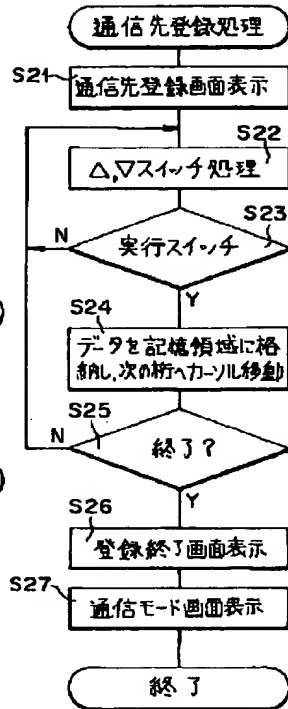 通信先登録処理
S21
通信先登録画面表示
S22
△,▽スイッチ処理
S23
N
実行スイッチ
Y
S24
データを記憶領域に格
納し,次の桁へカーソル移動
S25
N
終了?
Y
S26
登録終了画面表示
S27
通信モード画面表示
終了